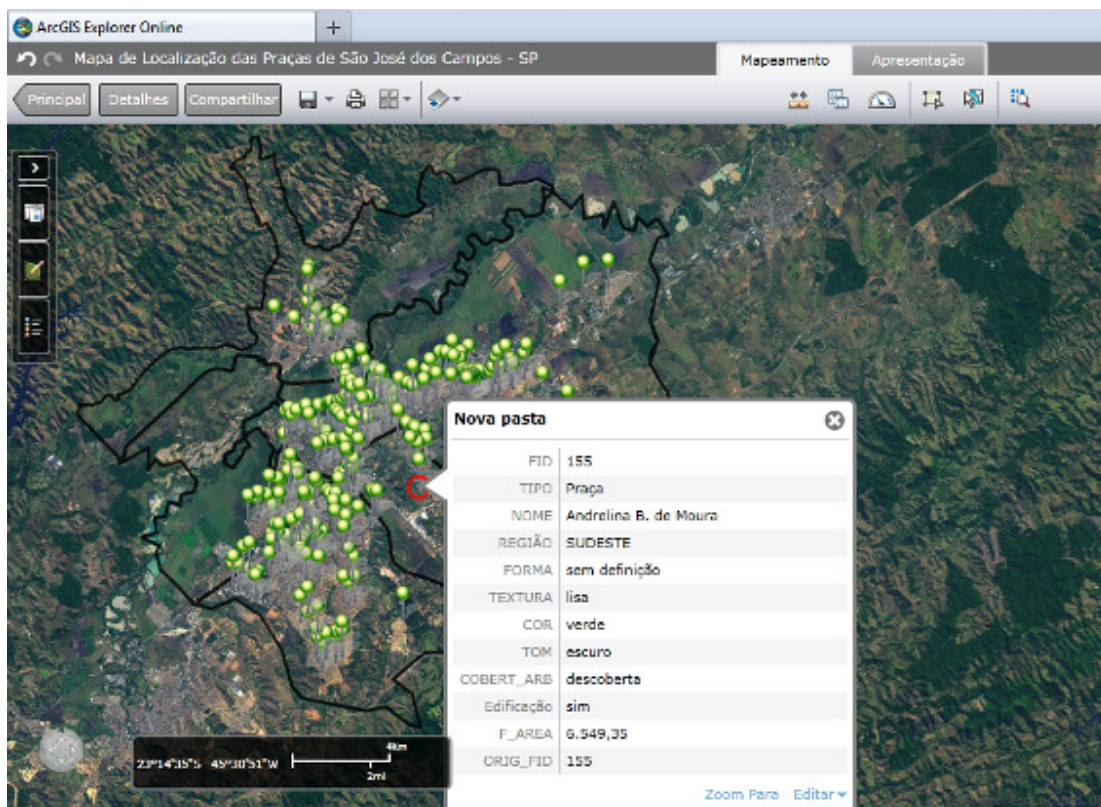 ArcGIS Explorer Online
Mapa de Localização das Praças de São José dos Campos - SP
Mapeamento
Apresentação
Principal
Detalhes
Compartilhar
Nova pasta
FID 155
TIPO Praça
NOME Andrelina B. de Moura
REGIÃO SUDESTE
FORMA sem definição
TEXTURA lisa
COR verde
TOM escuro
COBERT_ARB descoberta
Edificação sim
F_AREA 6.549,35
ORIG_FID 155
Zoom Para Editar
4km
23°14'35"S 45°30'51"W
2mi